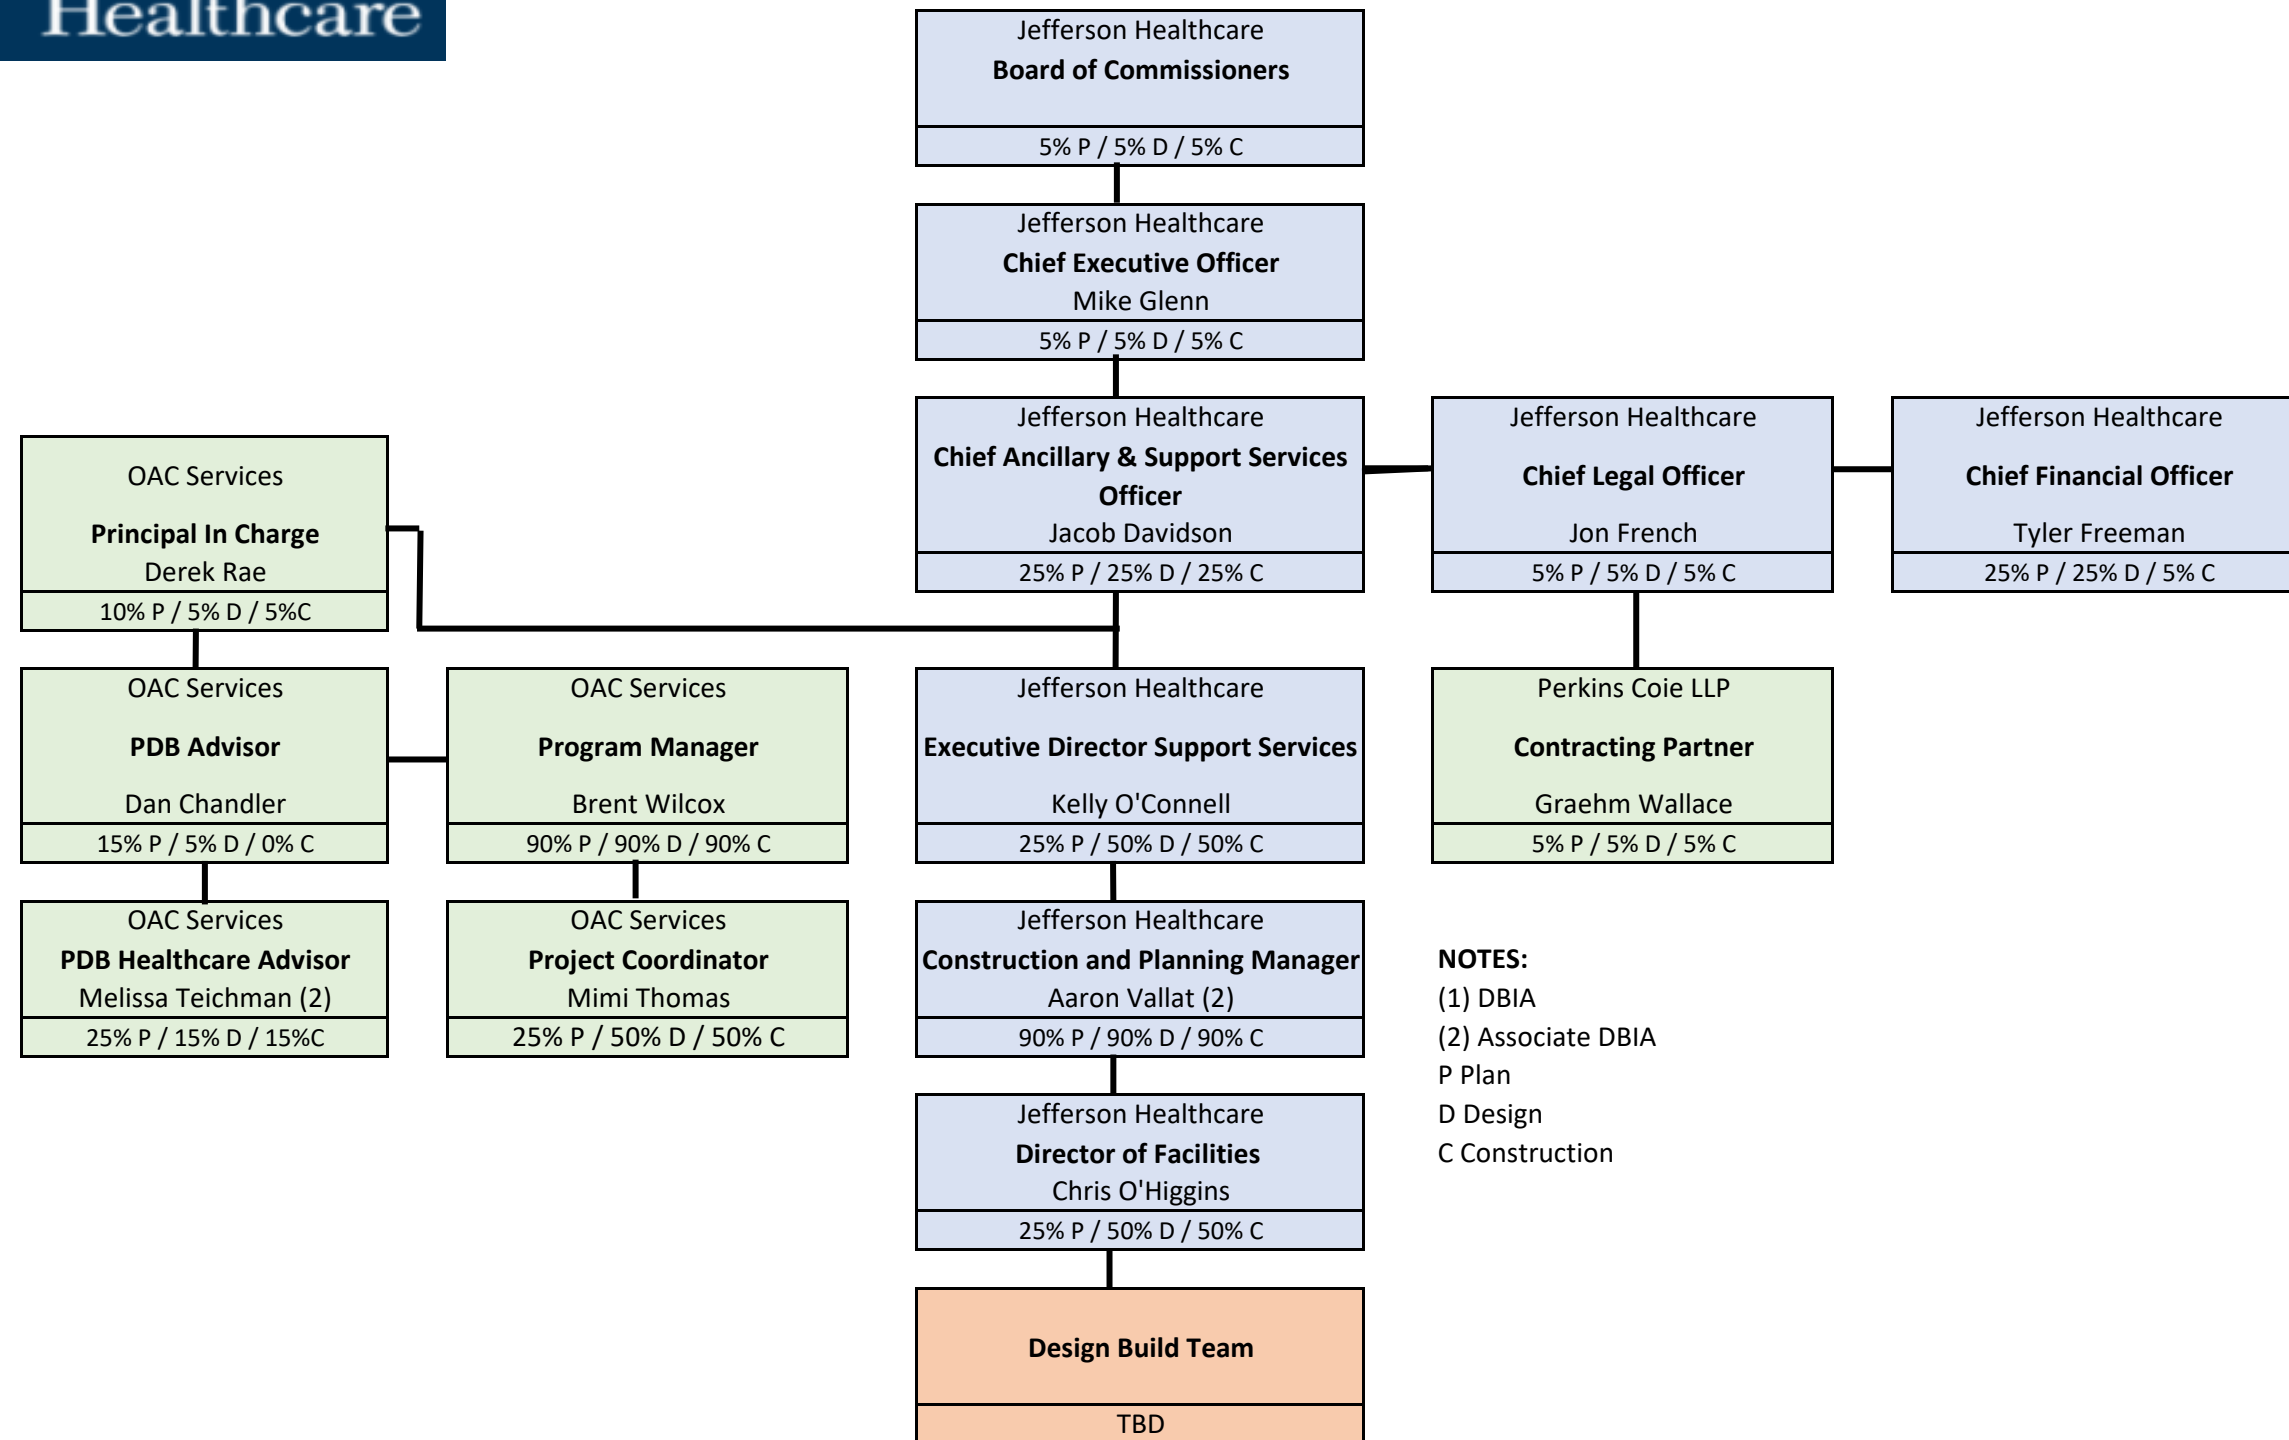 Healthcare
Jefferson Healthcare
Board of Commissioners
5% P / 5% D / 5% C
Jefferson Healthcare
Chief Executive Officer
Mike Glenn
5% P / 5% D / 5% C
Jefferson Healthcare
Chief Ancillary & Support Services
Officer
Jacob Davidson
25% P / 25% D / 25% C
Jefferson Healthcare
Chief Legal Officer
Jon French
5% P / 5% D / 5% C
Jefferson Healthcare
Chief Financial Officer
Tyler Freeman
25% P / 25% D / 5% C
OAC Services
Principal In Charge
Derek Rae
10% P / 5% D / 5%C
OAC Services
PDB Advisor
Dan Chandler
15% P / 5% D / 0% C
OAC Services
Program Manager
Brent Wilcox
90% P / 90% D / 90% C
Jefferson Healthcare
Executive Director Support Services
Kelly O'Connell
25% P / 50% D / 50% C
Perkins Coie LLP
Contracting Partner
Graehm Wallace
5% P / 5% D / 5% C
OAC Services
PDB Healthcare Advisor
Melissa Teichman (2)
25% P / 15% D / 15%C
OAC Services
Project Coordinator
Mimi Thomas
25% P / 50% D / 50% C
Jefferson Healthcare
Construction and Planning Manager
Aaron Vallat (2)
90% P / 90% D / 90% C
NOTES:
(1) DBIA
(2) Associate DBIA
P Plan
D Design
C Construction
Jefferson Healthcare
Director of Facilities
Chris O'Higgins
25% P / 50% D / 50% C
Design Build Team
TBD